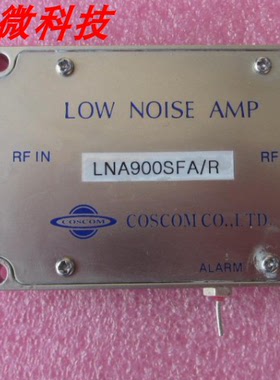 微科技
LOW NOISE AMP
RF IN
RF
LNA900SFA/R
COSCOM
COSCOM CO.,LTD
ALARM